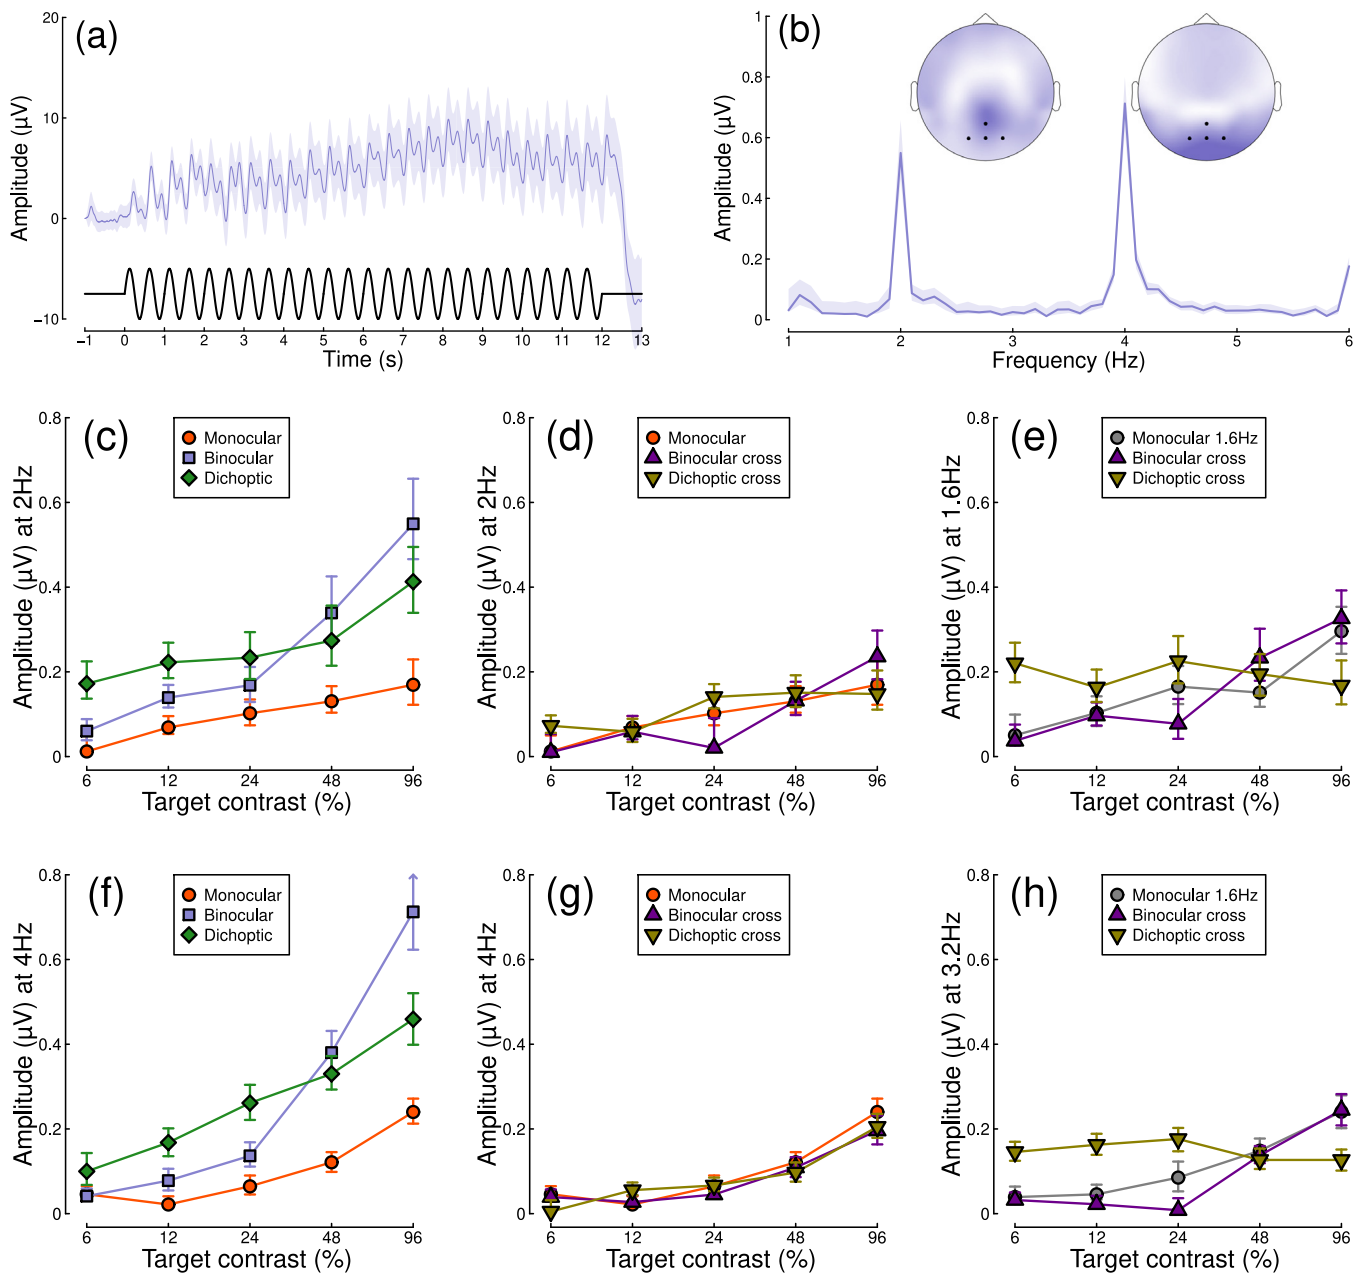 (a)
Amplitude (µV)
20
10
0
−10
−1 0 1 2 3 4 5 6 7 8 9 10 11 12 13
Time (s)
(b)
Amplitude (µV)
1
0.8
0.6
0.4
0.2
0
1 2 3 4 5 6
Frequency (Hz)
(c)
Monocular
Binocular
Dichoptic
Amplitude (µV) at 2Hz
0.8
0.6
0.4
0.2
0
6 12 24 48 96
Target contrast (%)
(d)
Monocular
Binocular cross
Dichoptic cross
Amplitude (µV) at 2Hz
0.8
0.6
0.4
0.2
0
6 12 24 48 96
Target contrast (%)
(e)
Monocular 1.6Hz
Binocular cross
Dichoptic cross
Amplitude (µV) at 1.6Hz
0.8
0.6
0.4
0.2
0
6 12 24 48 96
Target contrast (%)
(f)
Monocular
Binocular
Dichoptic
Amplitude (µV) at 4Hz
0.8
0.6
0.4
0.2
0
6 12 24 48 96
Target contrast (%)
(g)
Monocular
Binocular cross
Dichoptic cross
Amplitude (µV) at 4Hz
0.8
0.6
0.4
0.2
0
6 12 24 48 96
Target contrast (%)
(h)
Monocular 1.6Hz
Binocular cross
Dichoptic cross
Amplitude (µV) at 3.2Hz
0.8
0.6
0.4
0.2
0
6 12 24 48 96
Target contrast (%)